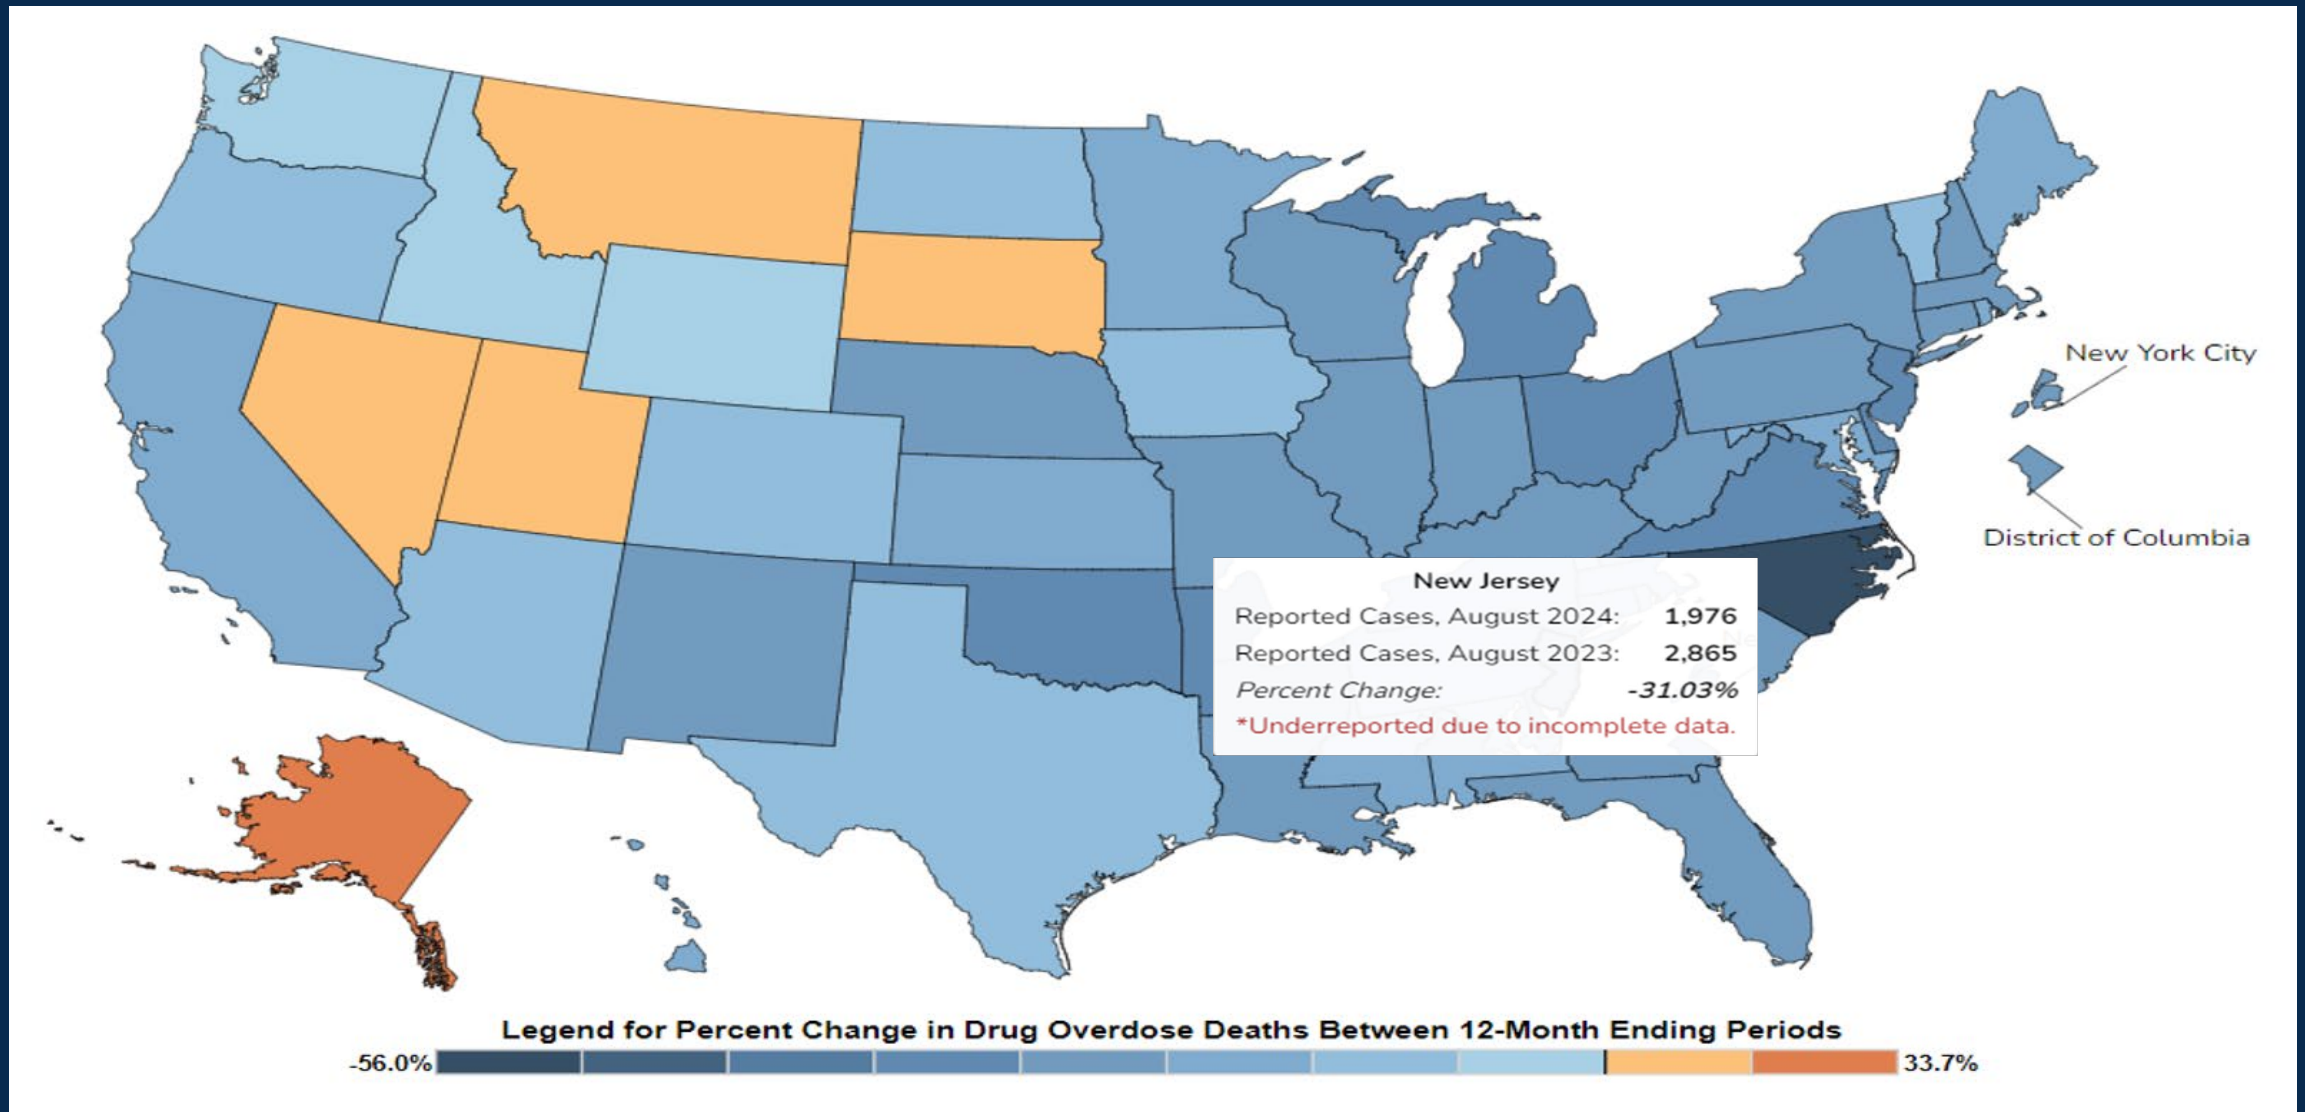 New York City
District of Columbia
New Jersey
Reported Cases, August 2024: 1,976
Reported Cases, August 2023: 2,865
Percent Change: -31.03%
*Underreported due to incomplete data.
Legend for Percent Change in Drug Overdose Deaths Between 12-Month Ending Periods
-56.0% 33.7%